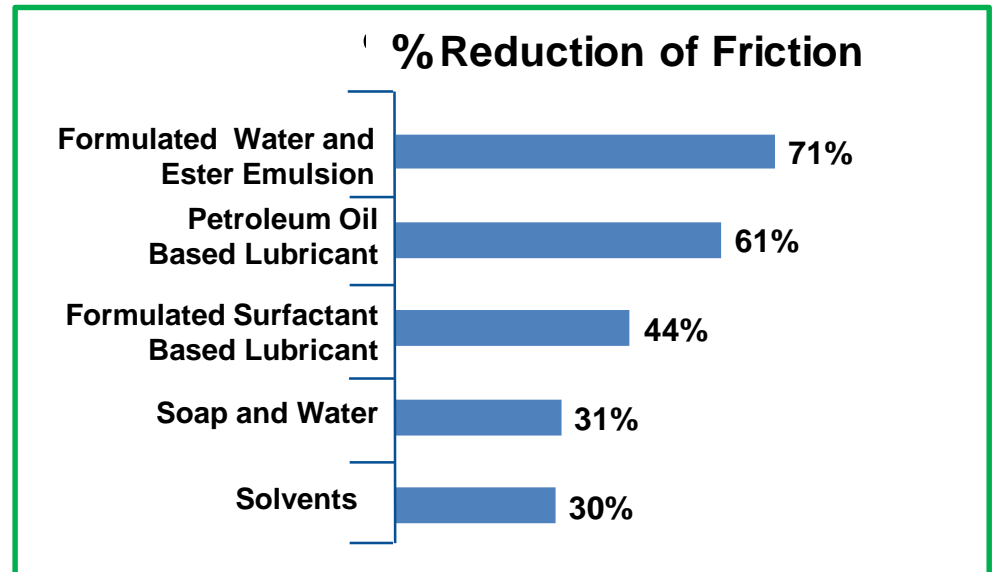 % Reduction of Friction
Formulated Water and
Ester Emulsion
71%
Petroleum Oil
Based Lubricant
61%
Formulated Surfactant
Based Lubricant
44%
Soap and Water
31%
Solvents
30%